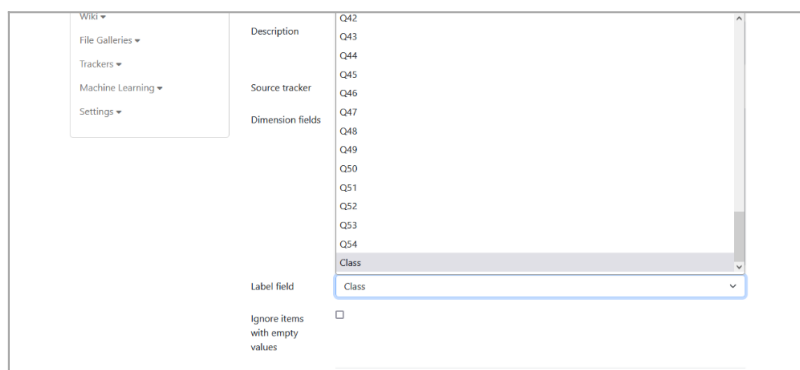 Wiki
File Galleries
Trackers
Machine Learning
Settings
Description
Source tracker
Dimension fields
Q42
Q43
Q44
Q45
Q46
Q47
Q48
Q49
Q50
Q51
Q52
Q53
Q54
Class
Label field
Class
Ignore items
with empty
values